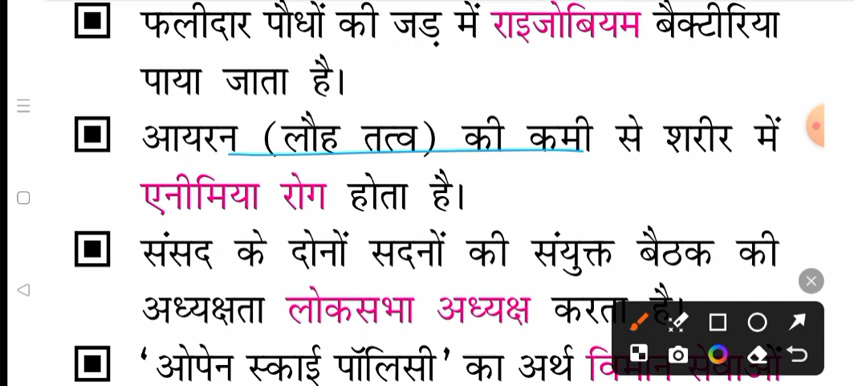 फलीदार पौधों की जड़ में राइजोबियम बैक्टीरिया
पाया जाता है।
आयरन (लौह तत्व) की कमी से शरीर में
एनीमिया रोग होता है।
संसद के दोनों सदनों की संयुक्त बैठक की
अध्यक्षता लोकसभा अध्यक्ष करता है।
‘ओपेन स्काई पॉलिसी’ का अर्थ विमान सेवाओं